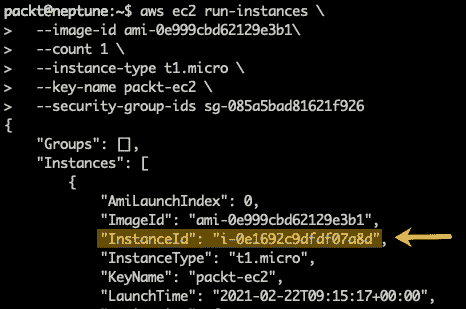 packt@neptune:~$ aws ec2 run-instances \
>   --image-id ami-0e999cbd62129e3b1\
>   --count 1 \
>   --instance-type t1.micro \
>   --key-name packt-ec2 \
>   --security-group-ids sg-085a5bad81621f926
{
    "Groups": [],
    "Instances": [
        {
            "AmiLaunchIndex": 0,
            "ImageId": "ami-0e999cbd62129e3b1",
            "InstanceId": "i-0e1692c9dfdf07a8d",
            "InstanceType": "t1.micro",
            "KeyName": "packt-ec2",
            "LaunchTime": "2021-02-22T09:15:17+00:00",